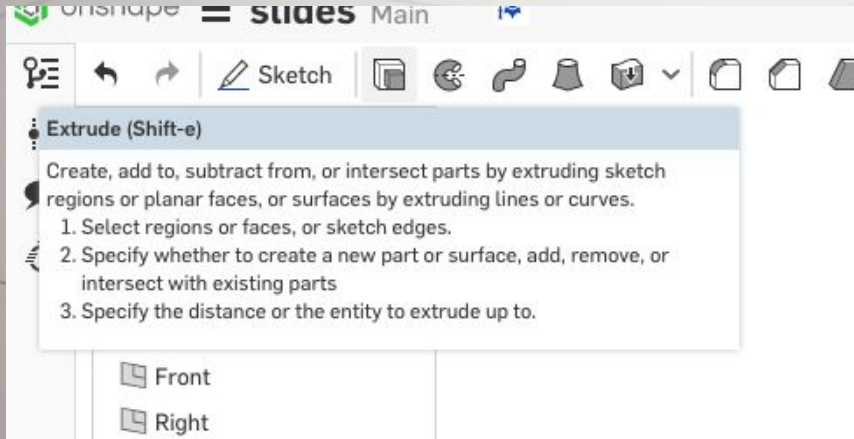 onshape slides Main
Sketch
Extrude (Shift-e)
Create, add to, subtract from, or intersect parts by extruding sketch
regions or planar faces, or surfaces by extruding lines or curves.
1. Select regions or faces, or sketch edges.
2. Specify whether to create a new part or surface, add, remove, or
intersect with existing parts
3. Specify the distance or the entity to extrude up to.
Front
Right